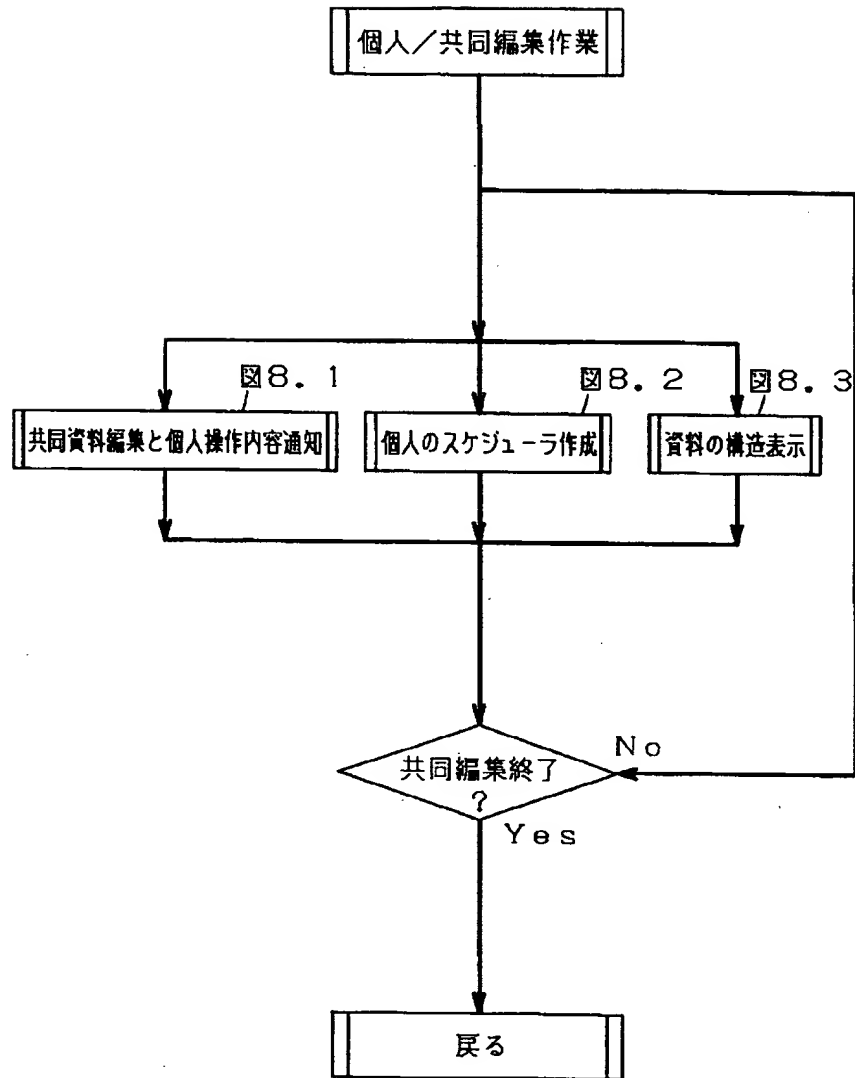 個人／共同編集作業
図8．1
図8．2
図8．3
共同資料編集と個人操作内容通知
個人のスケジューラ作成
資料の構造表示
共同編集終了
？
No
Yes
戻る